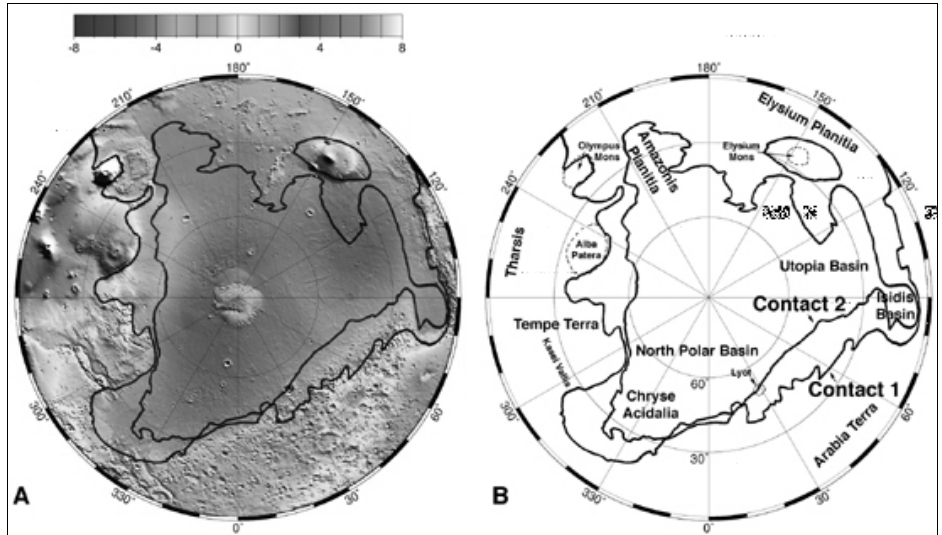 -8 -4 0 4 8
180°
210°
150°
240°
120°
300°
60°
330°
30°
0°
A
180°
210°
150°
Elysium Planitia
Olympus
Mons
Amazonis
Planitia
Elysium
Mons
240°
120°
Tharsis
Alba
Patera
Utopia Basin
Contact 2
Isidis
Basin
Tempe Terra
Kasei Vallis
North Polar Basin
Lyot
60°
Contact 1
Chryse
Acidalia
Arabia Terra
300°
60°
30°
330°
30°
0°
B